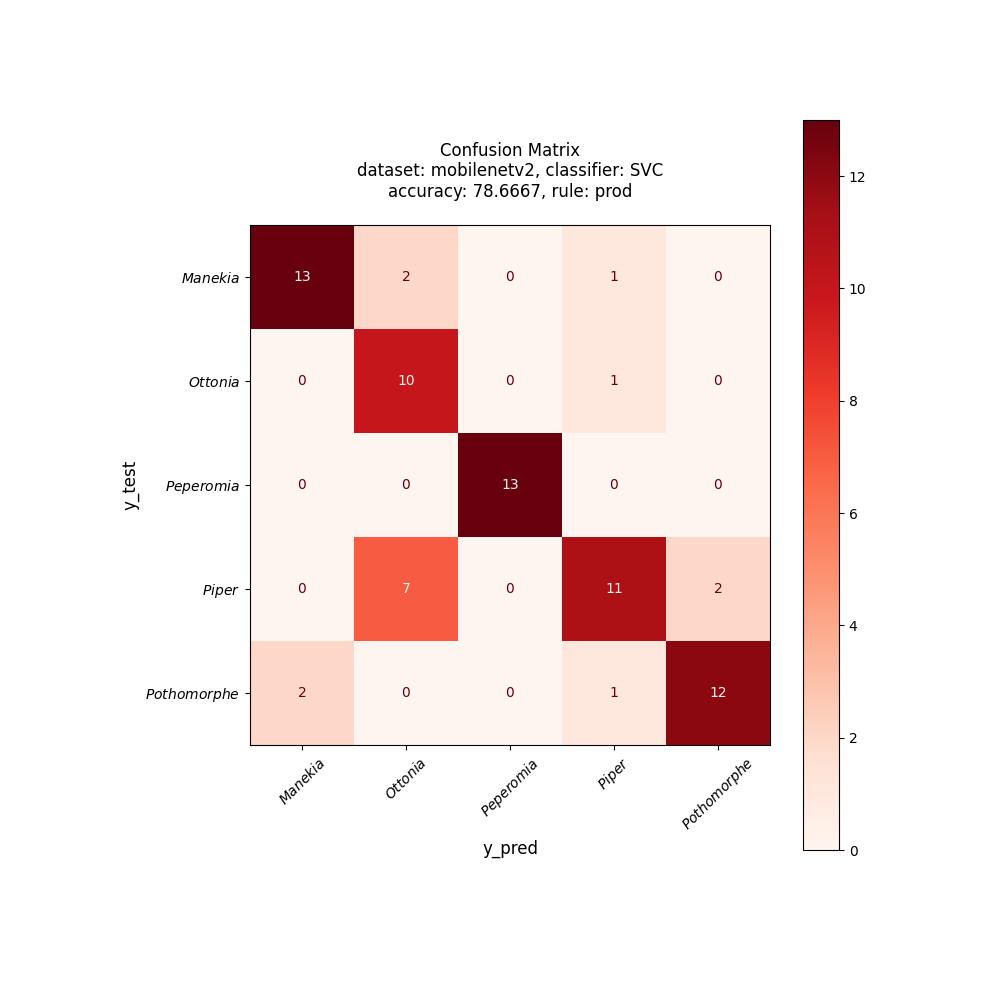 Confusion Matrix
dataset: mobilenetv2, classifier: SVC
accuracy: 78.6667, rule: prod
Manekia 13 2 0 1 0
Ottonia 0 10 0 1 0
Peperomia 0 0 13 0 0
Piper 0 7 0 11 2
Pothomorphe 2 0 0 1 12
y_test
Manekia Ottonia Peperomia Piper Pothomorphe
y_pred
12
10
8
6
4
2
0